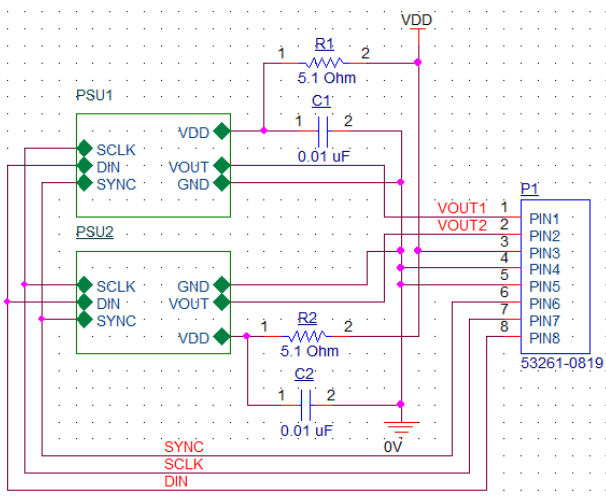 VDD
R1
1 2
5.1 Ohm
C1
1 2
0.01 uF
PSU1
VDD
SCLK
DIN
SYNC
VOUT
GND
PSU2
SCLK
DIN
SYNC
GND
VOUT
VDD
R2
1 2
5.1 Ohm
C2
1 2
0.01 uF
0V
P1
VOUT1 1 PIN1
VOUT2 2 PIN2
3 PIN3
4 PIN4
5 PIN5
6 PIN6
7 PIN7
8 PIN8
53261-0819
SYNC
SCLK
DIN